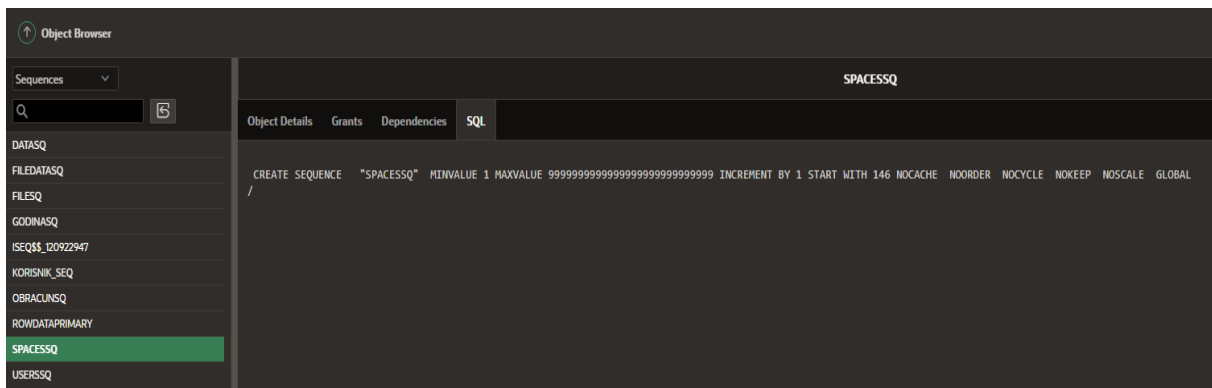 Object Browser
Sequences
SPACESSQ
Object Details Grants Dependencies SQL
DATASQ
FILEDATASQ
FILESQ
GODINASQ
ISEQ$$_120922947
KORISNIK_SEQ
OBRACUNSQ
ROWDATAPRIMARY
SPACESSQ
USERSSQ
CREATE SEQUENCE "SPACESSQ" MINVALUE 1 MAXVALUE 9999999999999999999999999999 INCREMENT BY 1 START WITH 146 NOCACHE NOORDER NOCYCLE NOKEEP NOSCALE GLOBAL
/